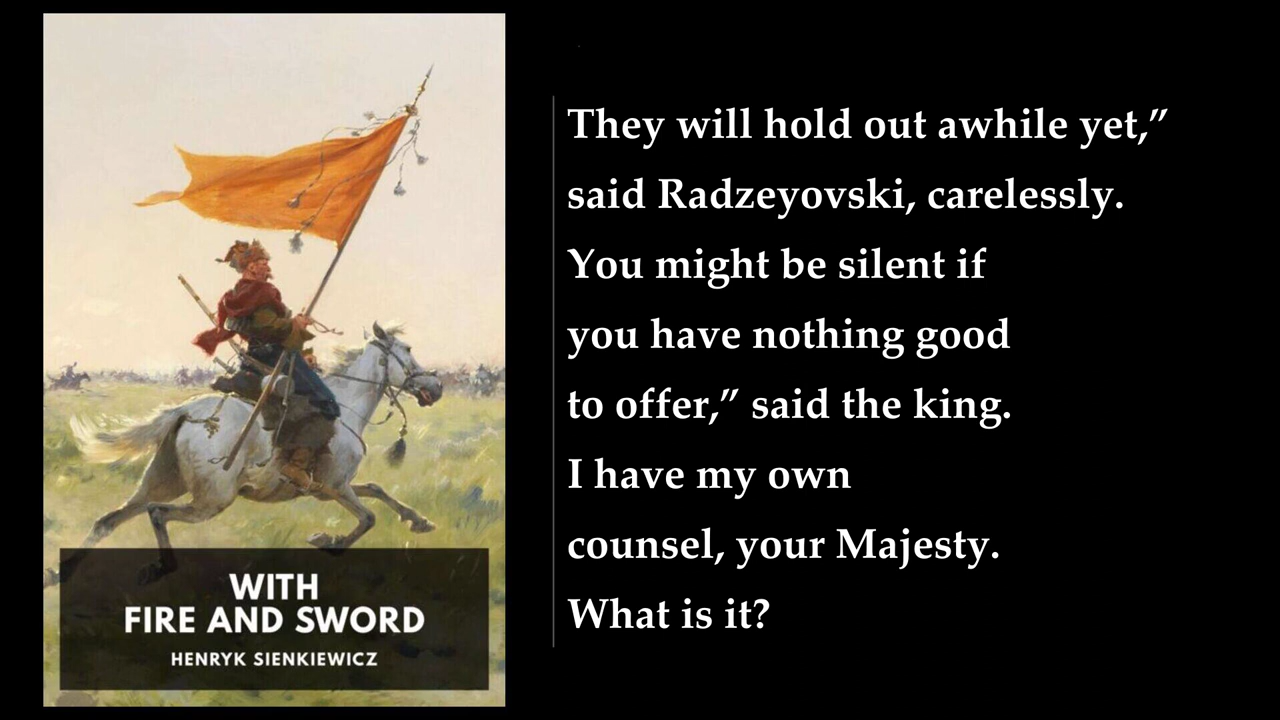 WITH
FIRE AND SWORD
HENRYK SIENKIEWICZ
They will hold out awhile yet,”
said Radzeyovski, carelessly.
You might be silent if
you have nothing good
to offer,” said the king.
I have my own
counsel, your Majesty.
What is it?